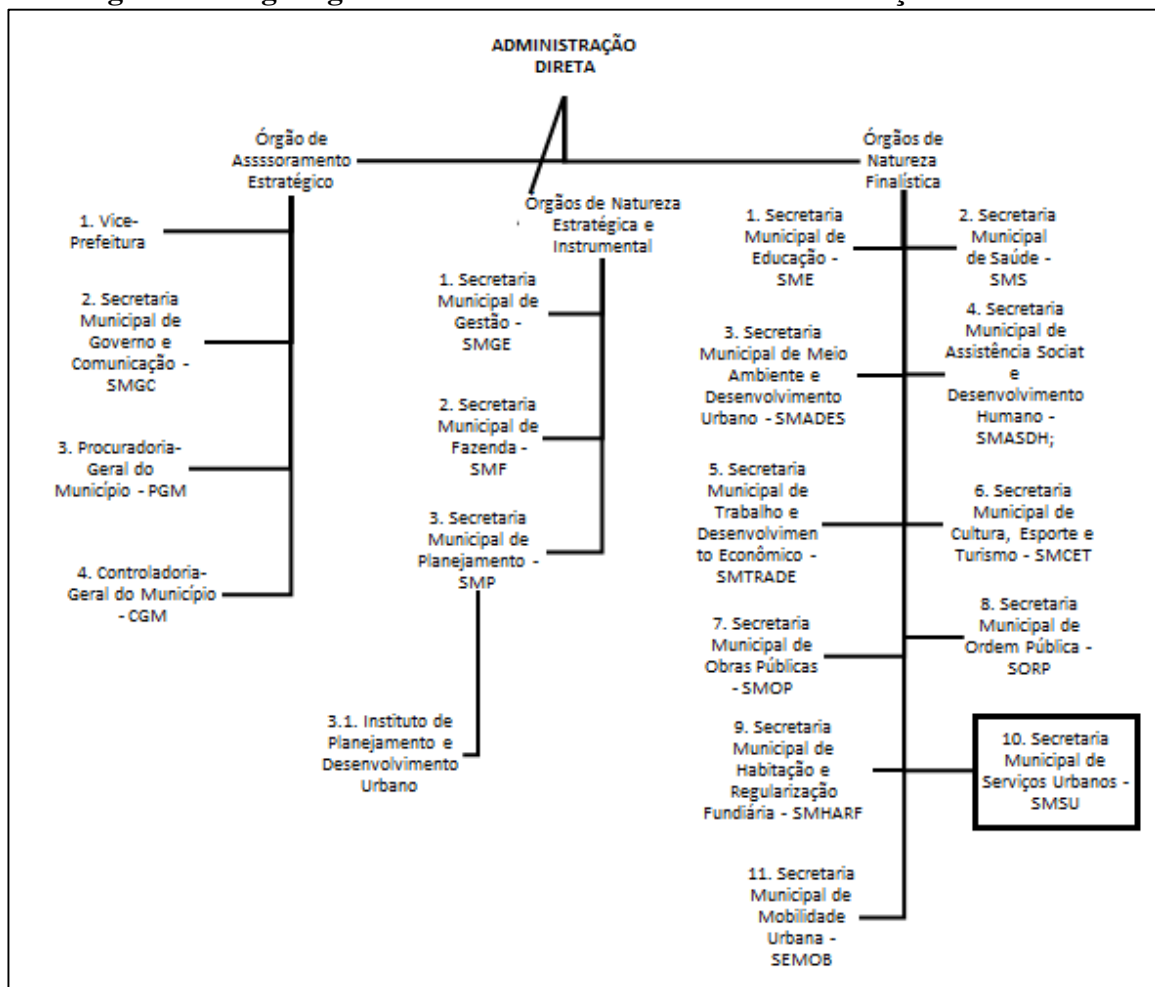 ADMINISTRAÇÃO
DIRETA
Órgão de
Asssssoramento
Estratégico
1. Vice-
Prefeitura
2. Secretaria
Municipal de
Governo e
Comunicação -
SMGC
3. Procuradoria-
Geral do
Município - PGM
4. Controladoria-
Geral do Município
- CGM
Órgãos de Natureza
Estratégica e
Instrumental
1. Secretaria
Municipal de
Gestão -
SMGE
2. Secretaria
Municipal de
Fazenda -
SMF
3. Secretaria
Municipal de
Planejamento -
SMP
3.1. Instituto de
Planejamento e
Desenvolvimento
Urbano
Órgãos de
Natureza
Finalística
1. Secretaria
Municipal de
Educação -
SME
2. Secretaria
Municipal
de Saúde -
SMS
3. Secretaria
Municipal de Meio
Ambiente e
Desenvolvimento
Urbano - SMADES
4. Secretaria
Municipal de
Assistência Sociat
e
Desenvolvimento
Humano -
SMASDH;
5. Secretaria
Municipal de
Trabalho e
Desenvolvimen
to Econômico -
SMTRADE
6. Secretaria
Municipal de
Cultura, Esporte e
Turismo - SMCET
7. Secretaria
Municipal de
Obras Públicas
- SMOP
8. Secretaria
Municipal de
Ordem Pública -
SORP
9. Secretaria
Municipal de
Habitação e
Regularização
Fundiária - SMHARF
10. Secretaria
Municipal de
Serviços Urbanos -
SMSU
11. Secretaria
Municipal de
Mobilidade
Urbana -
SEMOB